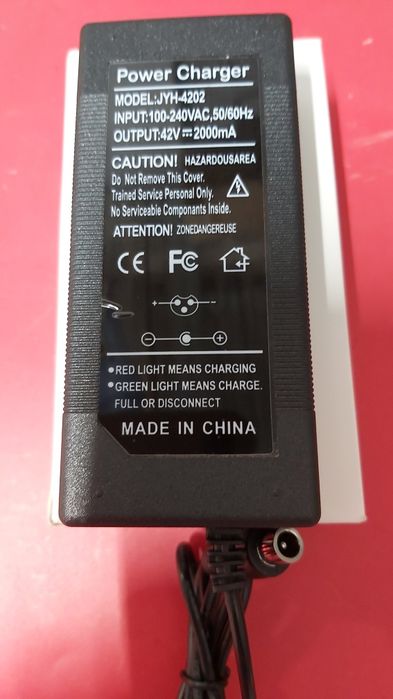 Power Charger
MODEL:JYH-4202
INPUT:100-240VAC,50/60Hz
OUTPUT:42V⎓2000mA
CAUTION! HAZARDOUSAREA
Do Not Remove This Cover.
Trained Service Personal Only.
No Serviceable Componants Inside.
ATTENTION! ZONEDANGEREUSE
CE FC
+ -
- +
•RED LIGHT MEANS CHARGING
•GREEN LIGHT MEANS CHARGE.
FULL OR DISCONNECT
MADE IN CHINA